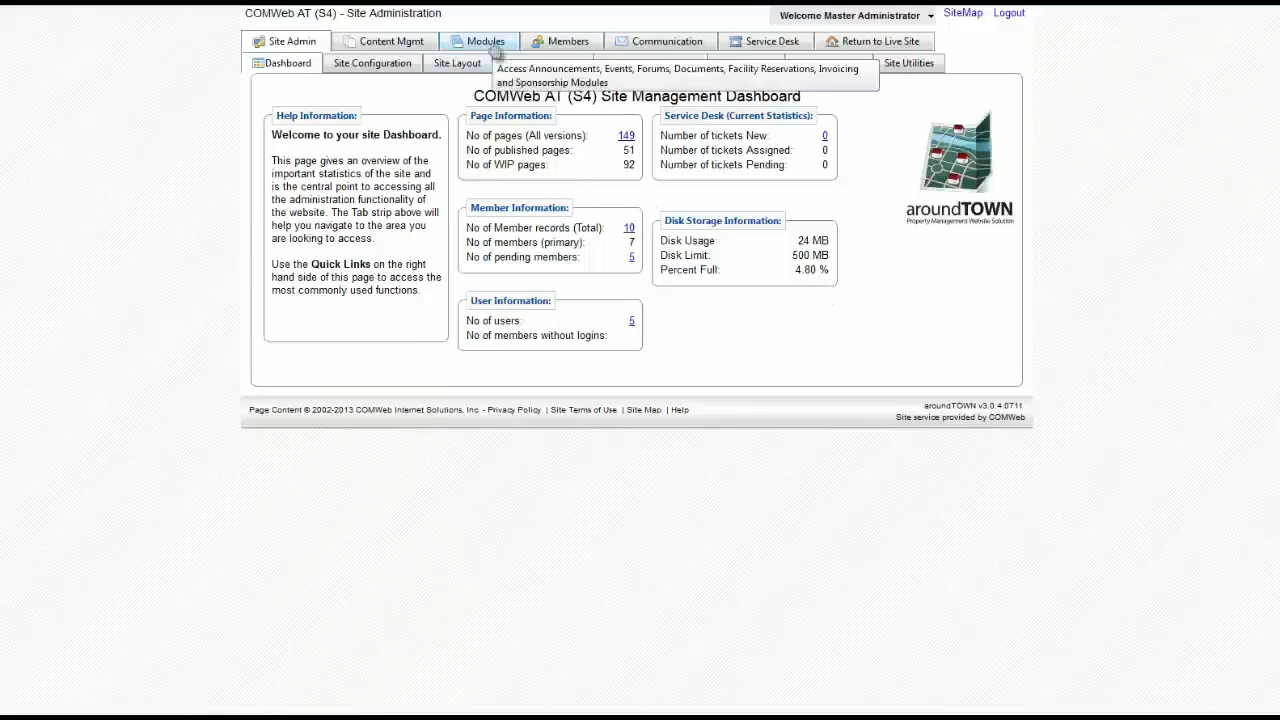 COMWeb AT (S4) - Site Administration
Welcome Master Administrator
SiteMap
Logout
Site Admin
Content Mgmt
Modules
Members
Communication
Service Desk
Return to Live Site
Dashboard
Site Configuration
Site Layout
Site Utilities
Access Announcements, Events, Forums, Documents, Facility Reservations, Invoicing
and Sponsorship Modules
COMWeb AT (S4) Site Management Dashboard
Help Information:
Welcome to your site Dashboard.
This page gives an overview of the
important statistics of the site and
is the central point to accessing all
the administration functionality of
the website. The Tab strip above will
help you navigate to the area you
are looking to access.
Use the Quick Links on the right
hand side of this page to access the
most commonly used functions.
Page Information:
No of pages (All versions): 149
No of published pages: 51
No of WIP pages: 92
Member Information:
No of Member records (Total): 10
No of members (primary): 7
No of pending members: 5
User Information:
No of users: 5
No of members without logins:
Service Desk (Current Statistics):
Number of tickets New: 0
Number of tickets Assigned: 0
Number of tickets Pending: 0
Disk Storage Information:
Disk Usage: 24 MB
Disk Limit: 500 MB
Percent Full: 4.80 %
aroundTOWN
Property Management Website Solution
Page Content © 2002-2013 COMWeb Internet Solutions, Inc - Privacy Policy | Site Terms of Use | Site Map | Help
aroundTOWN v3.0.4.0711
Site service provided by COMWeb